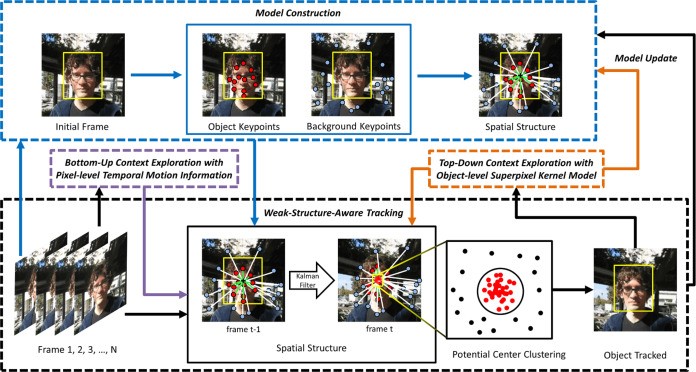 Model Construction
Model Update
Initial Frame
Object Keypoints
Background Keypoints
Spatial Structure
Bottom-Up Context Exploration with
Pixel-level Temporal Motion Information
Top-Down Context Exploration with
Object-level Superpixel Kernel Model
Weak-Structure-Aware Tracking
Kalman
Filter
frame t-1
frame t
Frame 1, 2, 3, ..., N
Spatial Structure
Potential Center Clustering
Object Tracked